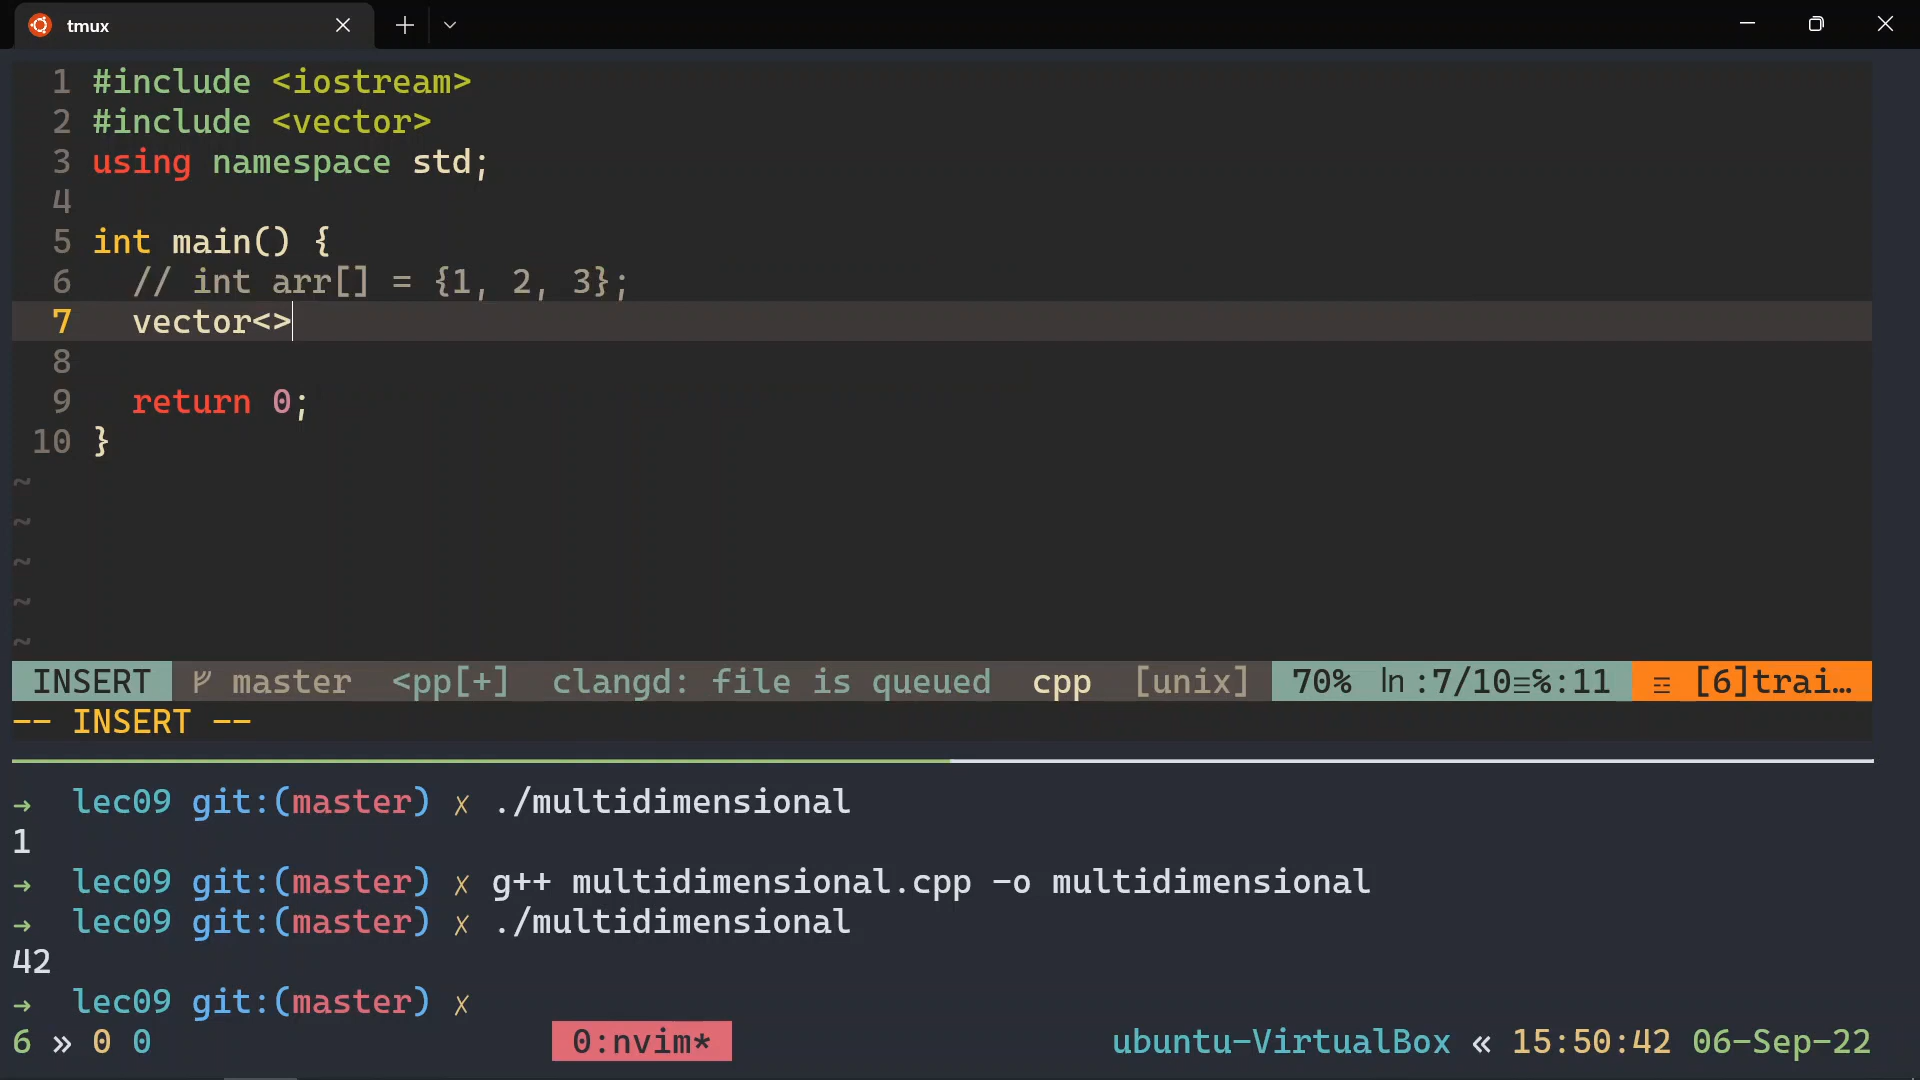 tmux
1 #include <iostream>
2 #include <vector>
3 using namespace std;
4
5 int main() {
6   // int arr[] = {1, 2, 3};
7   vector<>
8
9   return 0;
10 }
~
~
~
~
~
INSERT master <pp[+] clangd: file is queued cpp [unix] 70% ln :7/10≡%:11 ☲ [6]trai…
-- INSERT --
→ lec09 git:(master) ✗ ./multidimensional
1
→ lec09 git:(master) ✗ g++ multidimensional.cpp -o multidimensional
→ lec09 git:(master) ✗ ./multidimensional
42
→ lec09 git:(master) ✗
6 » 0 0 0:nvim* ubuntu-VirtualBox « 15:50:42 06-Sep-22